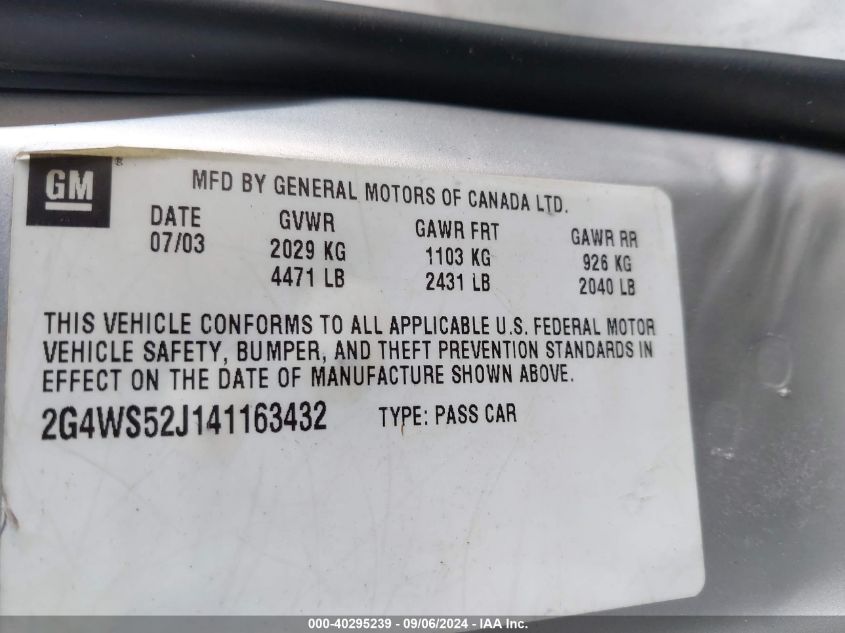 GM ®
MFD BY GENERAL MOTORS OF CANADA LTD.
DATE GVWR GAWR FRT GAWR RR
07/03 2029 KG 1103 KG 926 KG
4471 LB 2431 LB 2040 LB
THIS VEHICLE CONFORMS TO ALL APPLICABLE U.S. FEDERAL MOTOR
VEHICLE SAFETY, BUMPER, AND THEFT PREVENTION STANDARDS IN
EFFECT ON THE DATE OF MANUFACTURE SHOWN ABOVE.
2G4WS52J141163432 TYPE: PASS CAR
000-40295239 - 09/06/2024 - IAA Inc.